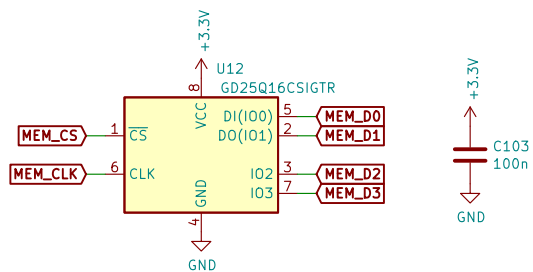 +3.3V
U12
GD25Q16CSIGTR
8
VCC
MEM_CS
1
CS
MEM_CLK
6
CLK
DI(IO0)
5
MEM_D0
DO(IO1)
2
MEM_D1
IO2
3
MEM_D2
IO3
7
MEM_D3
GND
4
GND
+3.3V
C103
100n
GND